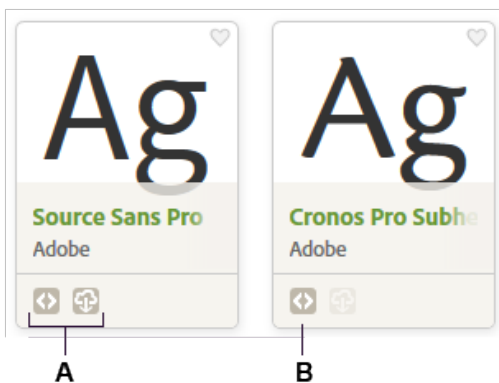 Ag
Source Sans Pro
Adobe
A
Ag
Cronos Pro Subhe
Adobe
B